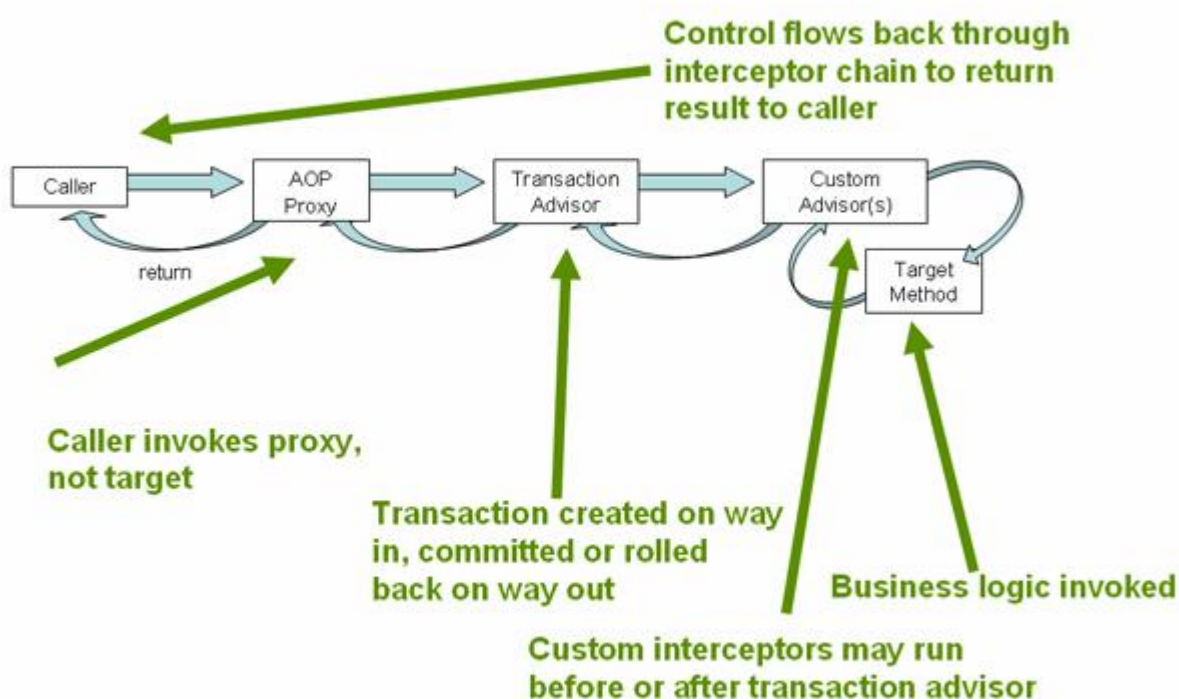 Control flows back through
interceptor chain to return
result to caller
Caller
AOP
Proxy
Transaction
Advisor
Custom
Advisor(s)
return
Target
Method
Caller invokes proxy,
not target
Transaction created on way
in, committed or rolled
back on way out
Business logic invoked
Custom interceptors may run
before or after transaction advisor